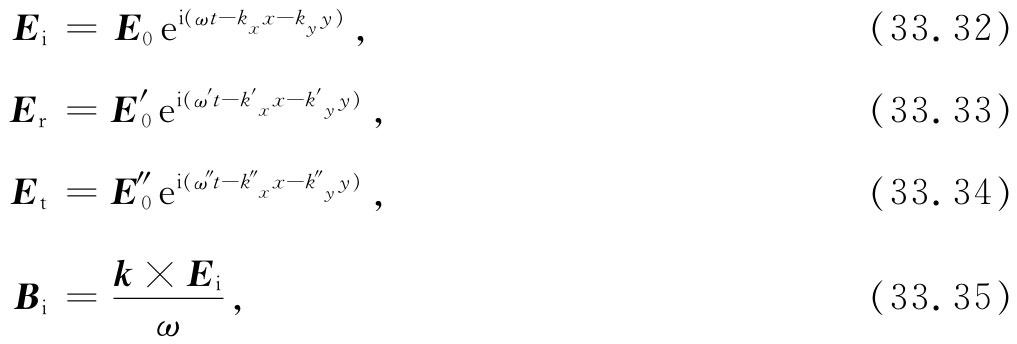 $\boldsymbol{E}_{\mathrm{i}} = \boldsymbol{E}_0 \mathrm{e}^{\mathrm{i}(\omega t - k_x x - k_y y)},$ (33.32)
$\boldsymbol{E}_{\mathrm{r}} = \boldsymbol{E}'_0 \mathrm{e}^{\mathrm{i}(\omega' t - k'_x x - k'_y y)},$ (33.33)
$\boldsymbol{E}_{\mathrm{t}} = \boldsymbol{E}''_0 \mathrm{e}^{\mathrm{i}(\omega'' t - k''_x x - k''_y y)},$ (33.34)
$\boldsymbol{B}_{\mathrm{i}} = \dfrac{\boldsymbol{k} \times \boldsymbol{E}_{\mathrm{i}}}{\omega},$ (33.35)